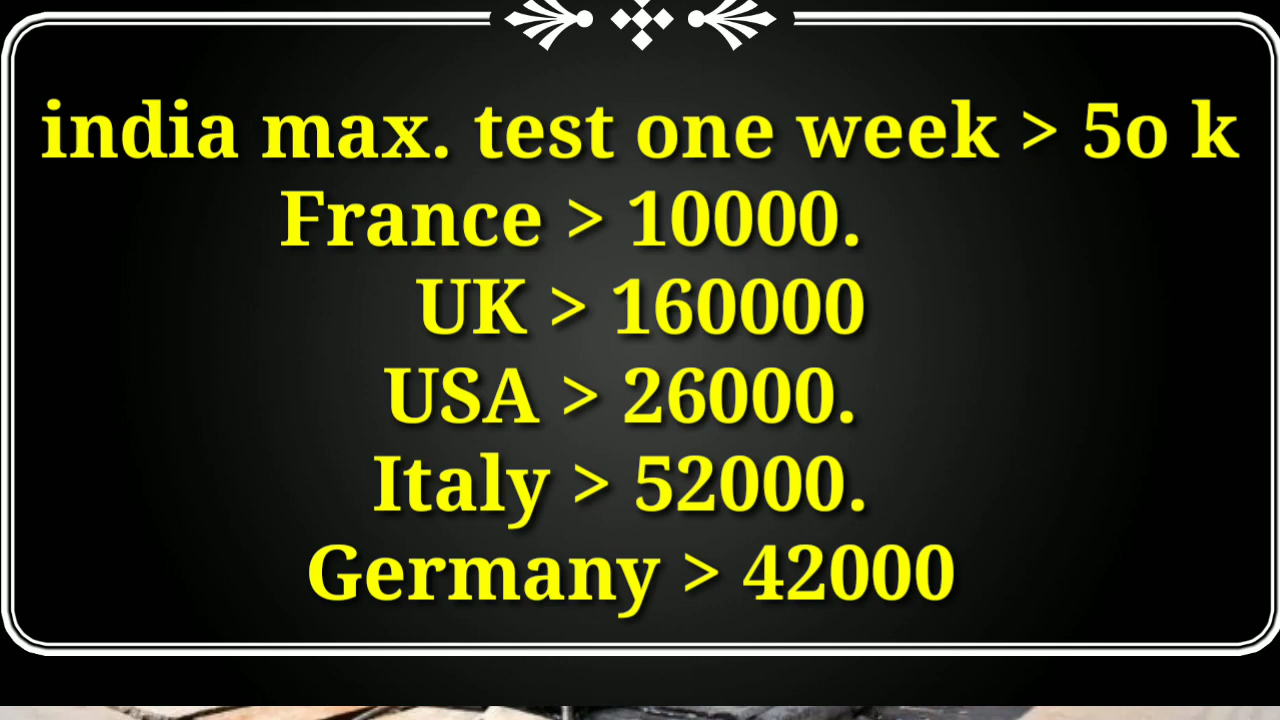 india max. test one week > 5o k
France > 10000.
UK > 160000
USA > 26000.
Italy > 52000.
Germany > 42000